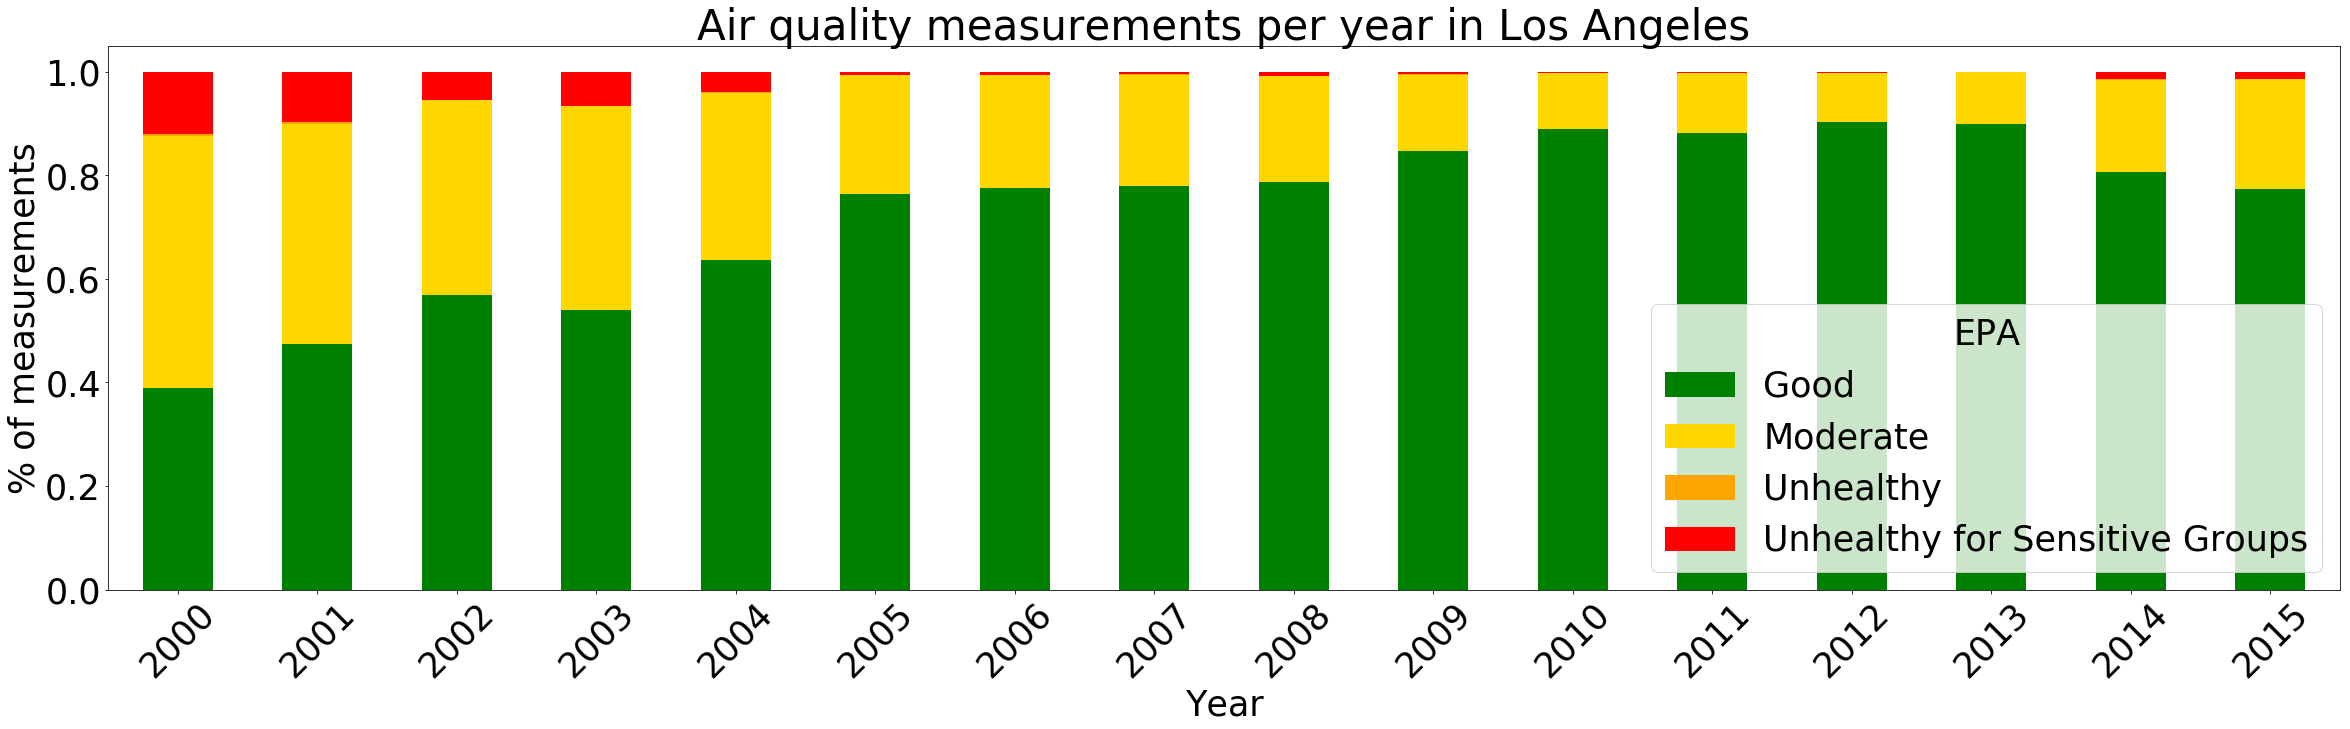 Air quality measurements per year in Los Angeles
% of measurements
1.0
0.8
0.6
0.4
0.2
0.0
EPA
Good
Moderate
Unhealthy
Unhealthy for Sensitive Groups
2000 2001 2002 2003 2004 2005 2006 2007 2008 2009 2010 2011 2012 2013 2014 2015
Year